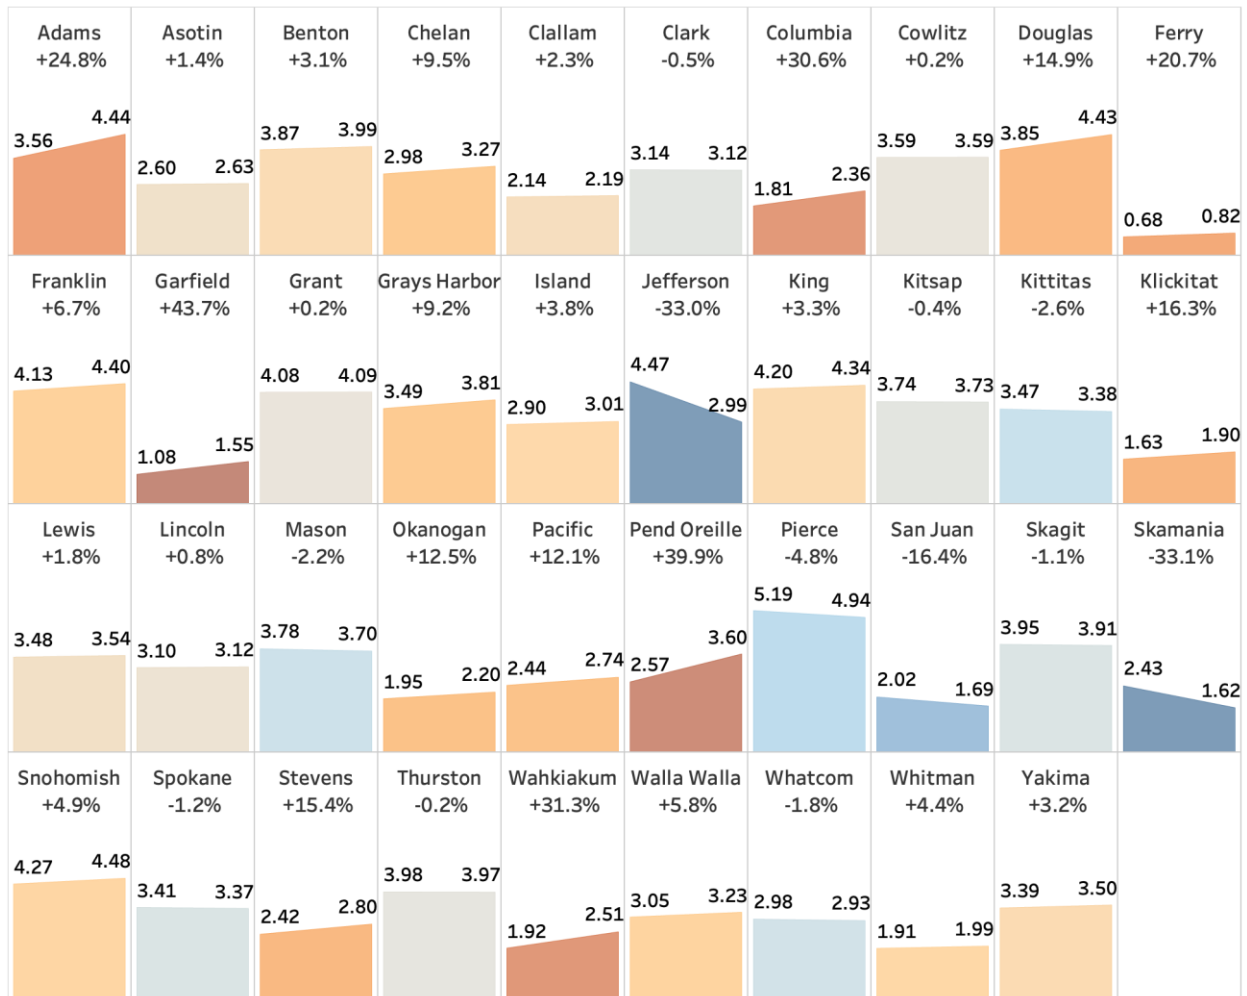 Adams Asotin Benton Chelan Clallam Clark Columbia Cowlitz Douglas Ferry
+24.8% +1.4% +3.1% +9.5% +2.3% -0.5% +30.6% +0.2% +14.9% +20.7%
3.56 4.44 2.60 2.63 3.87 3.99 2.98 3.27 2.14 2.19 3.14 3.12 1.81 2.36 3.59 3.59 3.85 4.43 0.68 0.82
Franklin Garfield Grant Grays Harbor Island Jefferson King Kitsap Kittitas Klickitat
+6.7% +43.7% +0.2% +9.2% +3.8% -33.0% +3.3% -0.4% -2.6% +16.3%
4.13 4.40 1.08 1.55 4.08 4.09 3.49 3.81 2.90 3.01 4.47 2.99 4.20 4.34 3.74 3.73 3.47 3.38 1.63 1.90
Lewis Lincoln Mason Okanogan Pacific Pend Oreille Pierce San Juan Skagit Skamania
+1.8% +0.8% -2.2% +12.5% +12.1% +39.9% -4.8% -16.4% -1.1% -33.1%
3.48 3.54 3.10 3.12 3.78 3.70 1.95 2.20 2.44 2.74 2.57 3.60 5.19 4.94 2.02 1.69 3.95 3.91 2.43 1.62
Snohomish Spokane Stevens Thurston Wahkiakum Walla Walla Whatcom Whitman Yakima
+4.9% -1.2% +15.4% -0.2% +31.3% +5.8% -1.8% +4.4% +3.2%
4.27 4.48 3.41 3.37 2.42 2.80 3.98 3.97 1.92 2.51 3.05 3.23 2.98 2.93 1.91 1.99 3.39 3.50